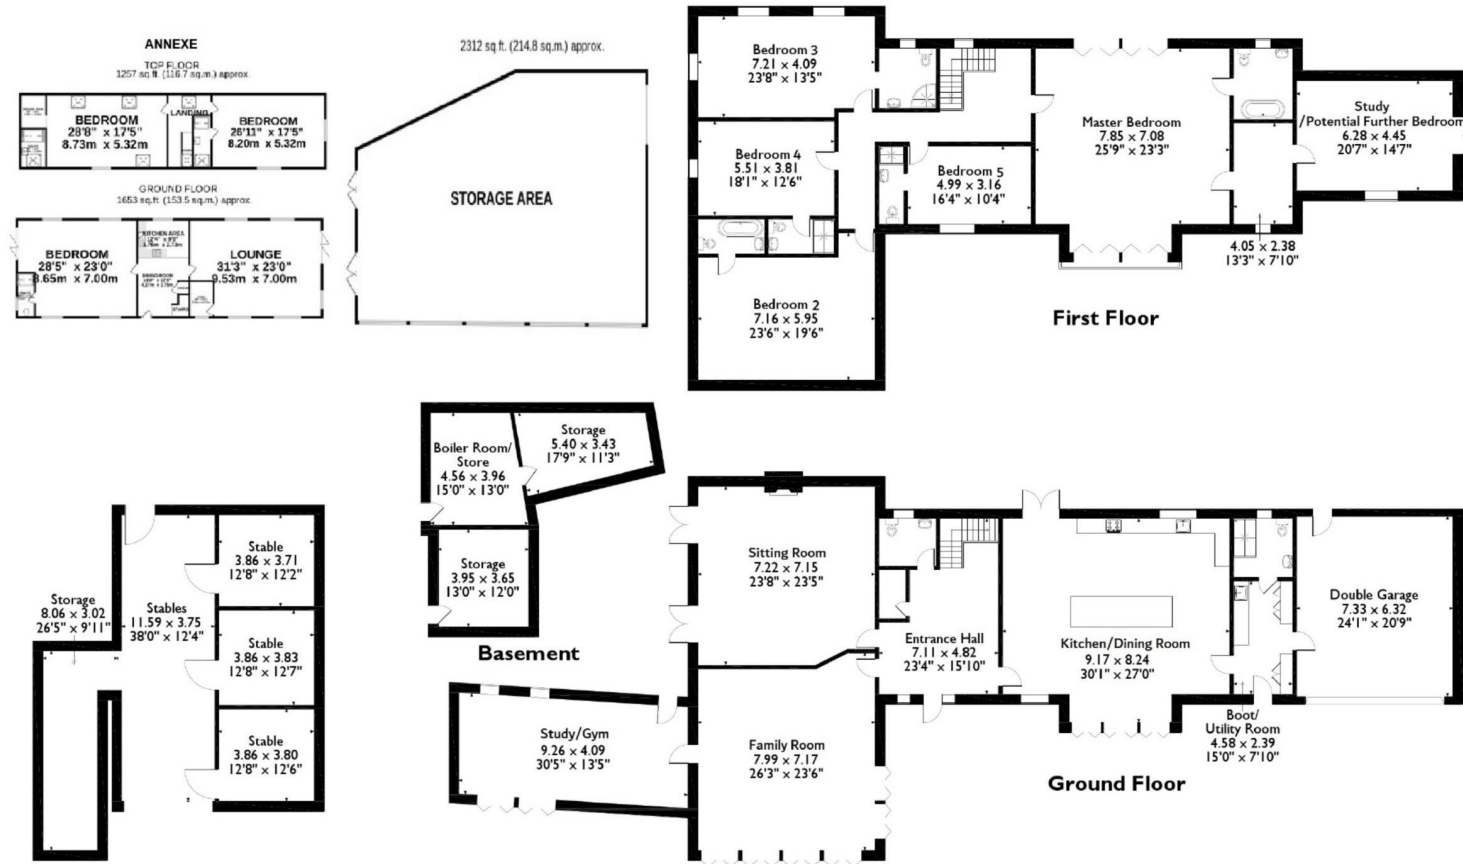 ANNEXE
TOP FLOOR
1257 sq.ft. (116.7 sq.m.) approx.
BEDROOM
28'8" x 17'5"
8.73m x 5.32m
LANDING
BEDROOM
26'11" x 17'5"
8.20m x 5.32m
GROUND FLOOR
1653 sq.ft. (153.5 sq.m.) approx.
BEDROOM
28'5" x 23'0"
8.65m x 7.00m
KITCHEN AREA
LOUNGE
31'3" x 23'0"
9.53m x 7.00m
2312 sq.ft. (214.8 sq.m.) approx.
STORAGE AREA
Bedroom 3
7.21 x 4.09
23'8" x 13'5"
Bedroom 4
5.51 x 3.81
18'1" x 12'6"
Bedroom 5
4.99 x 3.16
16'4" x 10'4"
Master Bedroom
7.85 x 7.08
25'9" x 23'3"
Study
/Potential Further Bedroom
6.28 x 4.45
20'7" x 14'7"
4.05 x 2.38
13'3" x 7'10"
Bedroom 2
7.16 x 5.95
23'6" x 19'6"
First Floor
Boiler Room/
Store
4.56 x 3.96
15'0" x 13'0"
Storage
5.40 x 3.43
17'9" x 11'3"
Storage
3.95 x 3.65
13'0" x 12'0"
Basement
Storage
8.06 x 3.02
26'5" x 9'11"
Stables
11.59 x 3.75
38'0" x 12'4"
Stable
3.86 x 3.71
12'8" x 12'2"
Stable
3.86 x 3.83
12'8" x 12'7"
Stable
3.86 x 3.80
12'8" x 12'6"
Sitting Room
7.22 x 7.15
23'8" x 23'5"
Entrance Hall
7.11 x 4.82
23'4" x 15'10"
Kitchen/Dining Room
9.17 x 8.24
30'1" x 27'0"
Double Garage
7.33 x 6.32
24'1" x 20'9"
Boot/
Utility Room
4.58 x 2.39
15'0" x 7'10"
Study/Gym
9.26 x 4.09
30'5" x 13'5"
Family Room
7.99 x 7.17
26'3" x 23'6"
Ground Floor